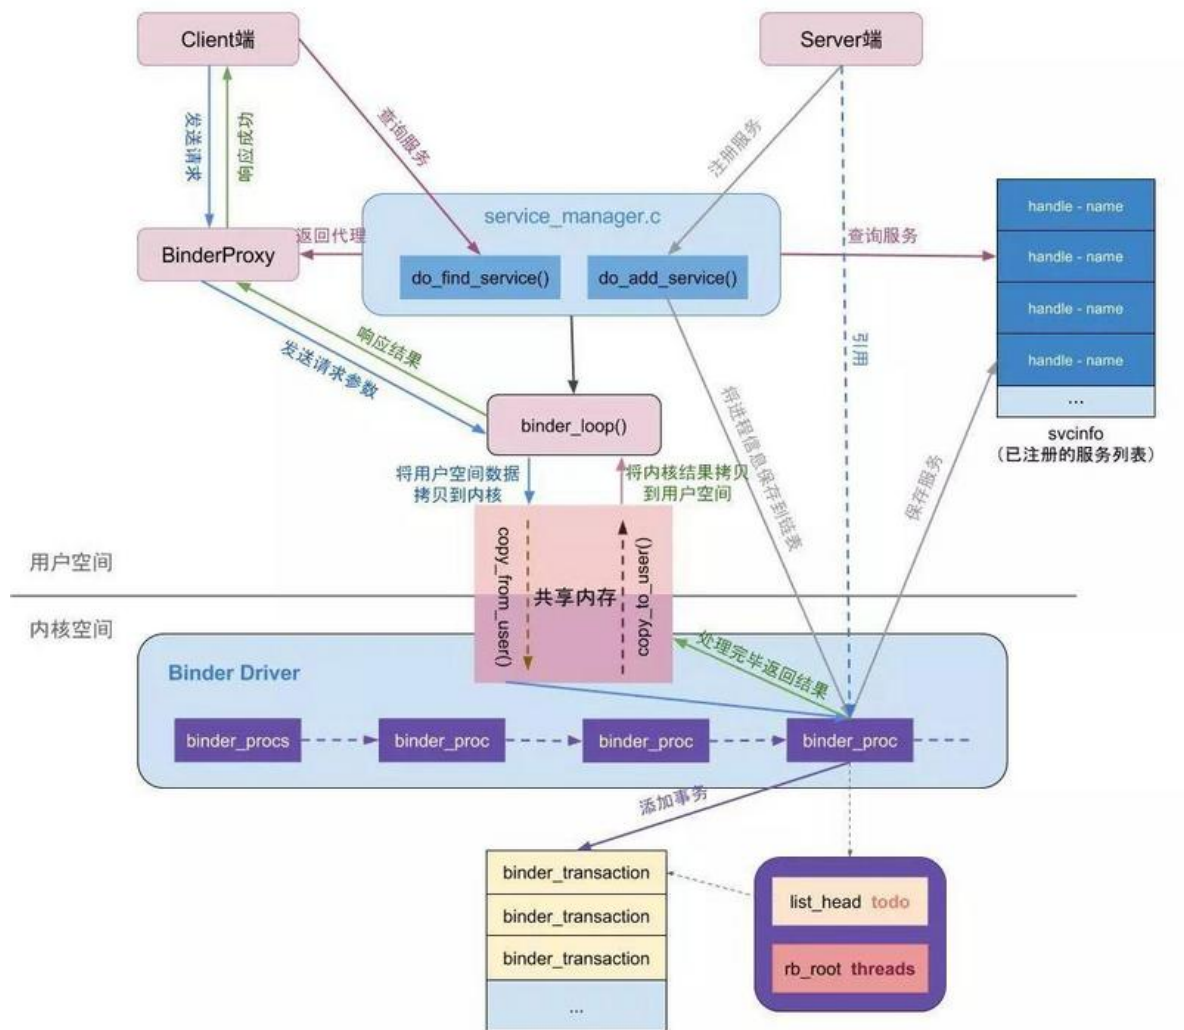 Client端
Server端
发送请求
响应成功
查询服务
注册服务
service_manager.c
handle - name
BinderProxy
返回代理
查询服务
do_find_service()
do_add_service()
handle - name
handle - name
响应结果
发送请求参数
引用
handle - name
...
binder_loop()
svcinfo
（已注册的服务列表）
将用户空间数据
拷贝到内核
将内核结果拷贝
到用户空间
将进程信息保存到链表
保存服务
copy_from_user()
共享内存
copy_to_user()
用户空间
内核空间
处理完毕返回结果
Binder Driver
binder_procs
binder_proc
binder_proc
binder_proc
添加事务
binder_transaction
binder_transaction
binder_transaction
...
list_head todo
rb_root threads